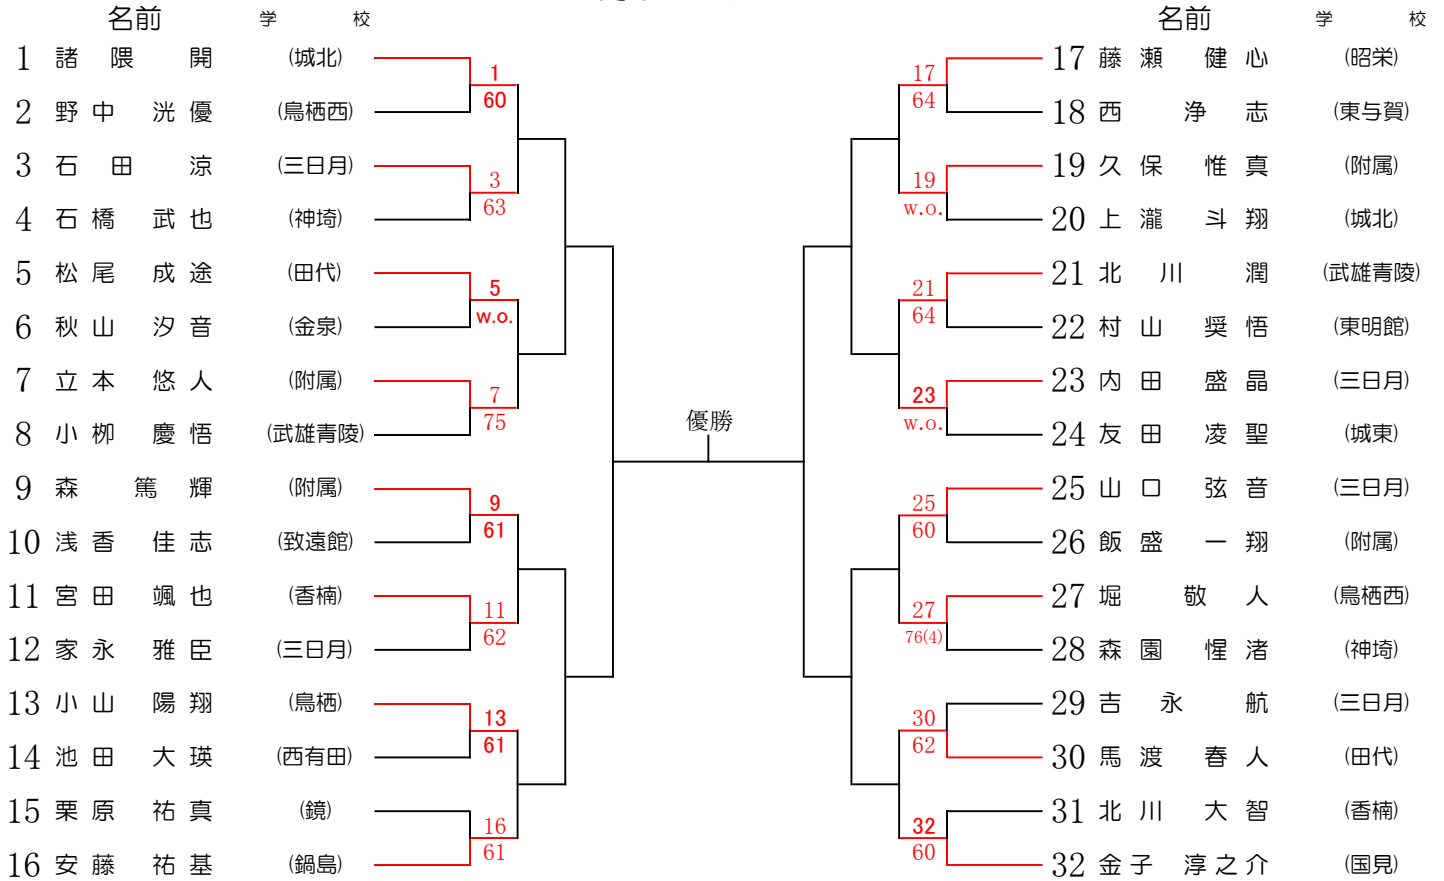 名前 学 校
1 諸隈 開 (城北)
2 野中 洸優 (鳥栖西)
3 石田 涼 (三日月)
4 石橋 武也 (神埼)
5 松尾 成途 (田代)
6 秋山 汐音 (金泉)
7 立本 悠人 (附属)
8 小栁 慶悟 (武雄青陵)
9 森 篤輝 (附属)
10 浅香 佳志 (致遠館)
11 宮田 颯也 (香楠)
12 家永 雅臣 (三日月)
13 小山 陽翔 (鳥栖)
14 池田 大瑛 (西有田)
15 栗原 祐真 (鏡)
16 安藤 祐基 (鍋島)
1
60
3
63
5
w.o.
7
75
9
61
11
62
13
61
16
61
優勝
17
64
19
w.o.
21
64
23
w.o.
25
60
27
76(4)
30
62
32
60
名前 学 校
17 藤瀬 健心 (昭栄)
18 西 浄志 (東与賀)
19 久保 惟真 (附属)
20 上瀧 斗翔 (城北)
21 北川 潤 (武雄青陵)
22 村山 奨悟 (東明館)
23 内田 盛晶 (三日月)
24 友田 凌聖 (城東)
25 山口 弦音 (三日月)
26 飯盛 一翔 (附属)
27 堀 敬人 (鳥栖西)
28 森園 惺渚 (神埼)
29 吉永 航 (三日月)
30 馬渡 春人 (田代)
31 北川 大智 (香楠)
32 金子 淳之介 (国見)